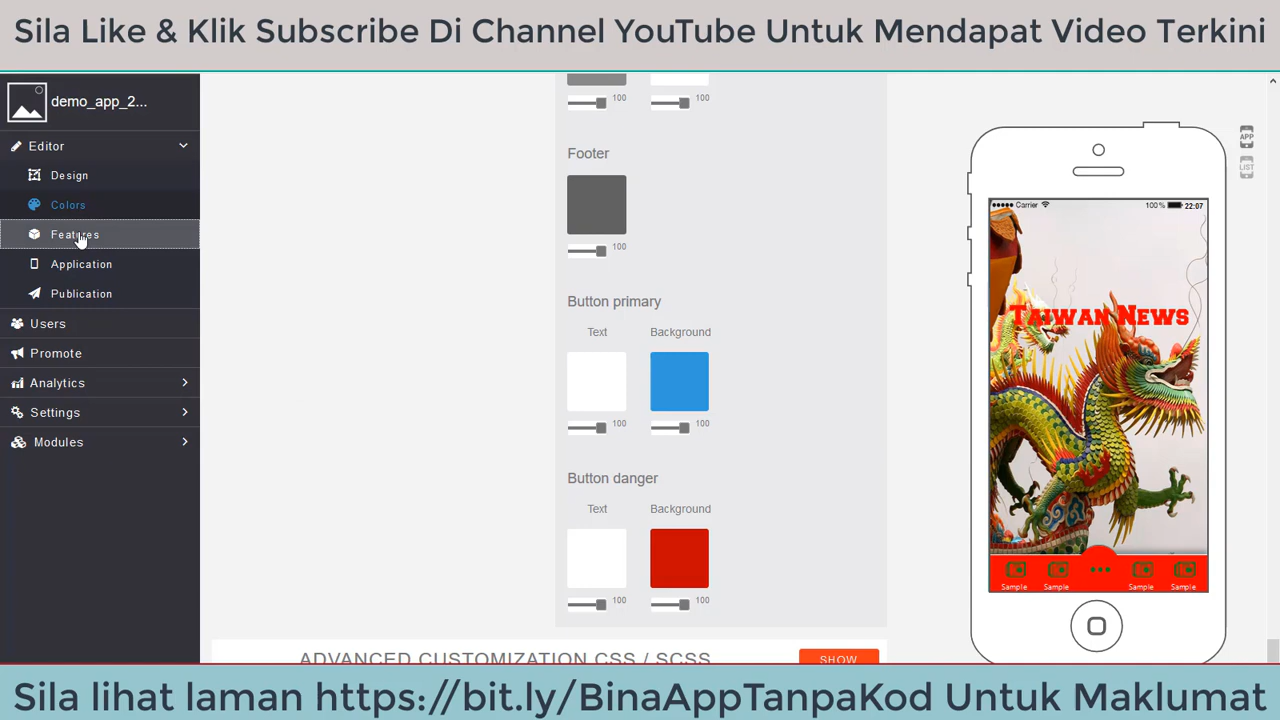 Sila Like & Klik Subscribe Di Channel YouTube Untuk Mendapat Video Terkini
demo_app_2...
Editor
Design
Colors
Features
Application
Publication
Users
Promote
Analytics
Settings
Modules
100
100
Footer
100
Button primary
Text
Background
100
100
Button danger
Text
Background
100
100
ADVANCED CUSTOMIZATION CSS / SCSS
SHOW
Carrier
100%
22:07
Taiwan News
Sample
Sample
Sample
Sample
APP
LIST
Sila lihat laman https://bit.ly/BinaAppTanpaKod Untuk Maklumat